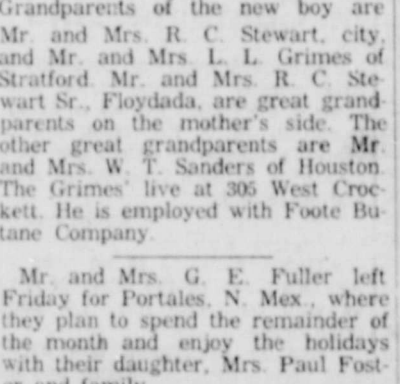 Grandparents of the new boy are
Mr. and Mrs. R. C. Stewart, city,
and Mr. and Mrs. L. L. Grimes of
Stratford. Mr. and Mrs. R. C. Ste-
wart Sr., Floydada, are great grand-
parents on the mother's side. The
other great grandparents are Mr.
and Mrs. W. T. Sanders of Houston.
The Grimes' live at 305 West Croc-
kett. He is employed with Foote Bu-
tane Company.
Mr. and Mrs. G. E. Fuller left
Friday for Portales, N. Mex., where
they plan to spend the remainder of
the month and enjoy the holidays
with their daughter, Mrs. Paul Fost-
er and family.